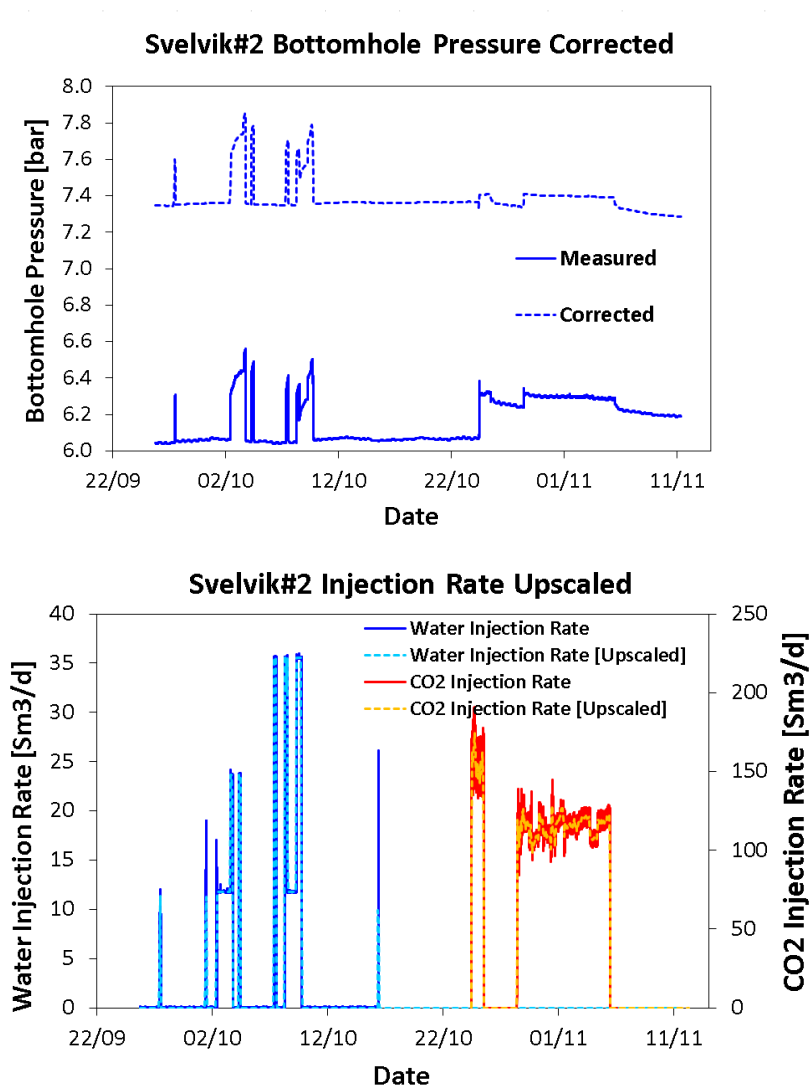 Svelvik#2 Bottomhole Pressure Corrected
Bottomhole Pressure [bar]
8.0
7.8
7.6
7.4
7.2
7.0
6.8
6.6
6.4
6.2
6.0
Measured
Corrected
22/09 02/10 12/10 22/10 01/11 11/11
Date
Svelvik#2 Injection Rate Upscaled
Water Injection Rate [Sm3/d]
40
35
30
25
20
15
10
5
0
Water Injection Rate
Water Injection Rate [Upscaled]
CO2 Injection Rate
CO2 Injection Rate [Upscaled]
250
200
150
100
50
0
CO2 Injection Rate [Sm3/d]
22/09 02/10 12/10 22/10 01/11 11/11
Date